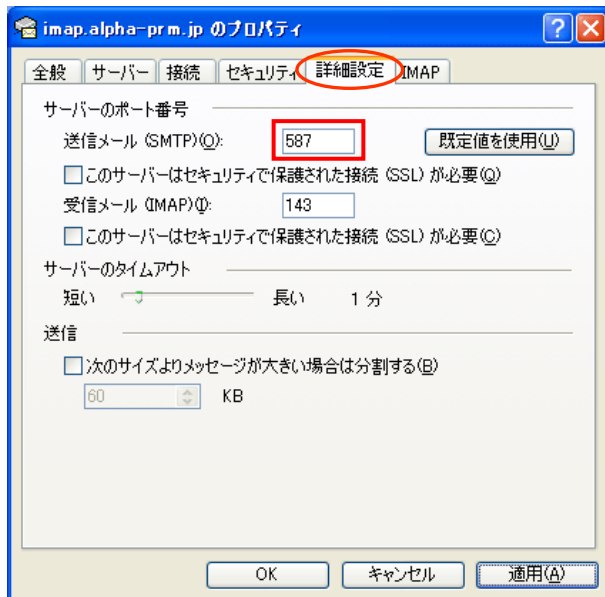 imap.alpha-prm.jp のプロパティ
全般 サーバー 接続 セキュリティ 詳細設定 IMAP
サーバーのポート番号
送信メール (SMTP)(O): 587 既定値を使用(U)
このサーバーはセキュリティで保護された接続 (SSL) が必要(Q)
受信メール (IMAP)(I): 143
このサーバーはセキュリティで保護された接続 (SSL) が必要(C)
サーバーのタイムアウト
短い 長い 1 分
送信
次のサイズよりメッセージが大きい場合は分割する(B)
60 KB
OK キャンセル 適用(A)